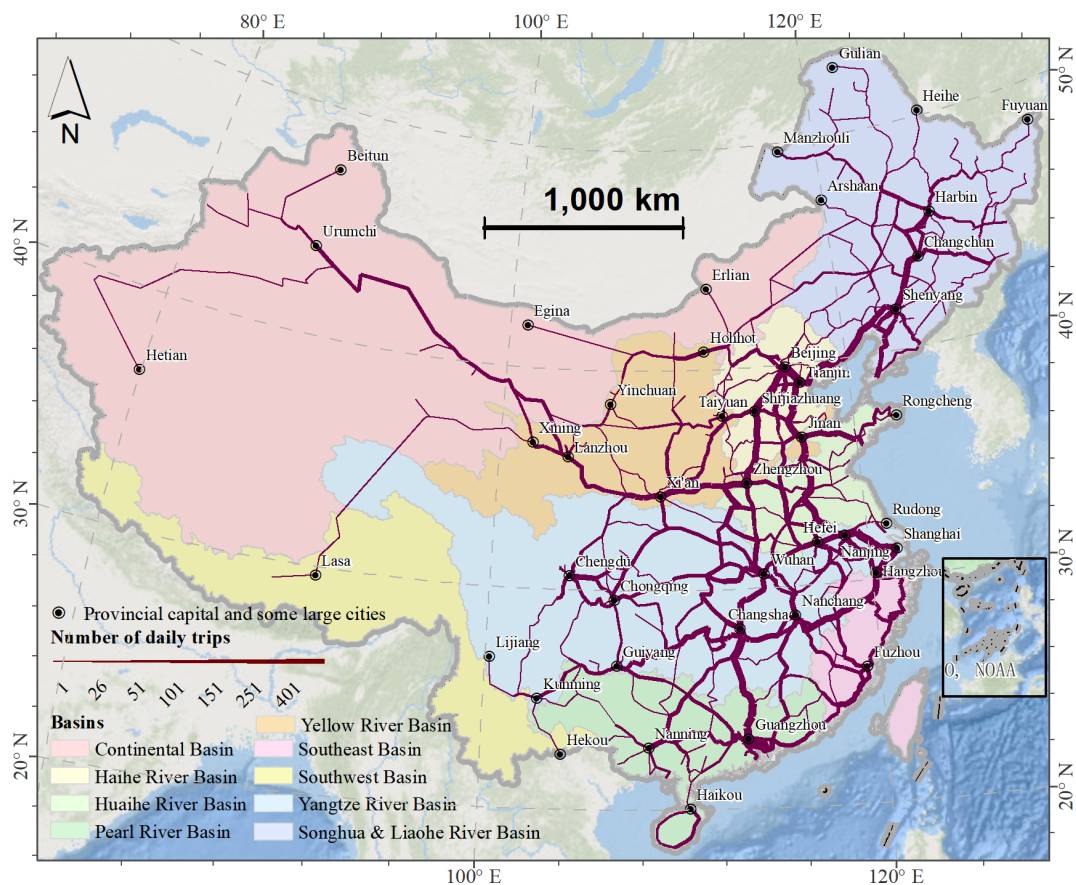 80° E
100° E
120° E
50° N
40° N
30° N
20° N
N
1,000 km
Gulian
Heihe
Fuyuan
Manzhouli
Arshaan
Harbin
Changchun
Shenyang
Beitun
Urumchi
Erlian
Egina
Hohhot
Beijing
Tianjin
Hetian
Yinchuan
Taiyuan
Shijiazhuang
Rongcheng
Xining
Lanzhou
Jinan
Zhengzhou
Xi'an
Rudong
Hefei
Shanghai
Nanjing
Hangzhou
Lasa
Chengdu
Chongqing
Wuhan
Nanchang
Changsha
Lijiang
Guiyang
Fuzhou
Kunming
Hekou
Nanning
Guangzhou
Haikou
O, NOAA
Provincial capital and some large cities
Number of daily trips
1 26 51 101 151 251 401
Basins
Continental Basin
Haihe River Basin
Huaihe River Basin
Pearl River Basin
Yellow River Basin
Southeast Basin
Southwest Basin
Yangtze River Basin
Songhua & Liaohe River Basin
40° N
30° N
20° N
100° E
120° E